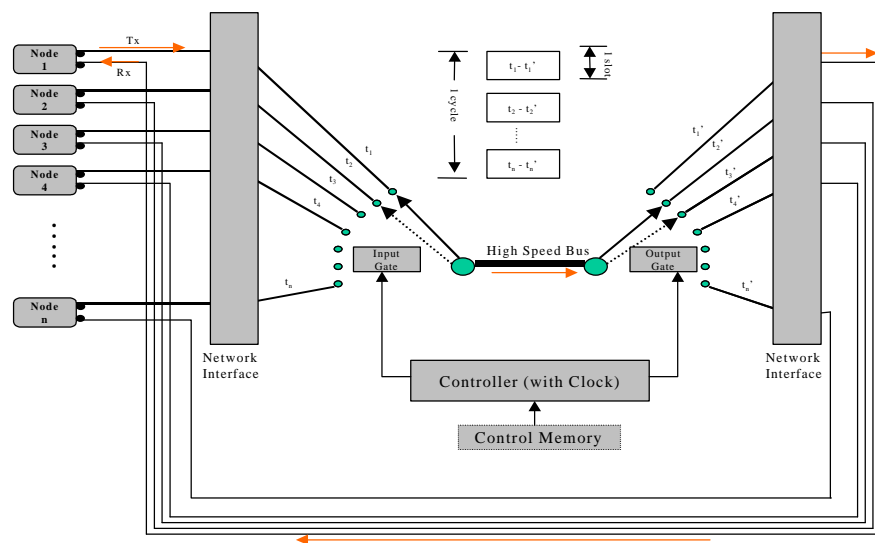 Node
1
Node
2
Node
3
Node
4
Node
n
Tx
Rx
Network
Interface
t1
t2
t3
t4
tn
Input
Gate
1 cycle
t1- t1’
t2 - t2’
.....
tn - tn’
1 slot
High Speed Bus
Output
Gate
t1’
t2’
t3’
t4’
tn’
Network
Interface
Controller (with Clock)
Control Memory